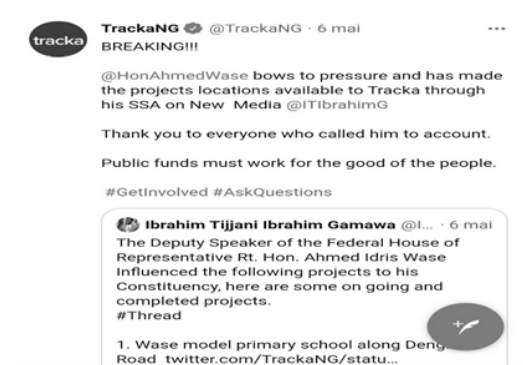 tracka
TrackaNG @TrackaNG · 6 mai
BREAKING!!!
@HonAhmedWase bows to pressure and has made
the projects locations available to Tracka through
his SSA on New Media @ITIbrahimG
Thank you to everyone who called him to account.
Public funds must work for the good of the people.
#GetInvolved #AskQuestions
Ibrahim Tijjani Ibrahim Gamawa @I... · 6 mai
The Deputy Speaker of the Federal House of
Representative Rt. Hon. Ahmed Idris Wase
Influenced the following projects to his
Constituency, here are some on going and
completed projects.
#Thread
1. Wase model primary school along
Road twitter.com/TrackaNG/statu...